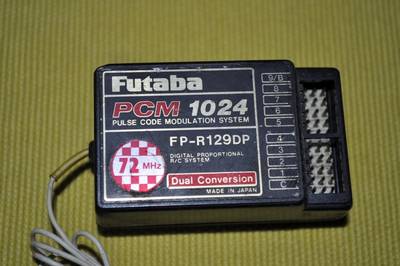 Futaba
PCM 1024
PULSE CODE MODULATION SYSTEM
FP-R129DP
DIGITAL PROPORTIONAL
R/C SYSTEM
72 MHz
Dual Conversion
MADE IN JAPAN
9/B
8
7
6
5
4
3
2
1
C